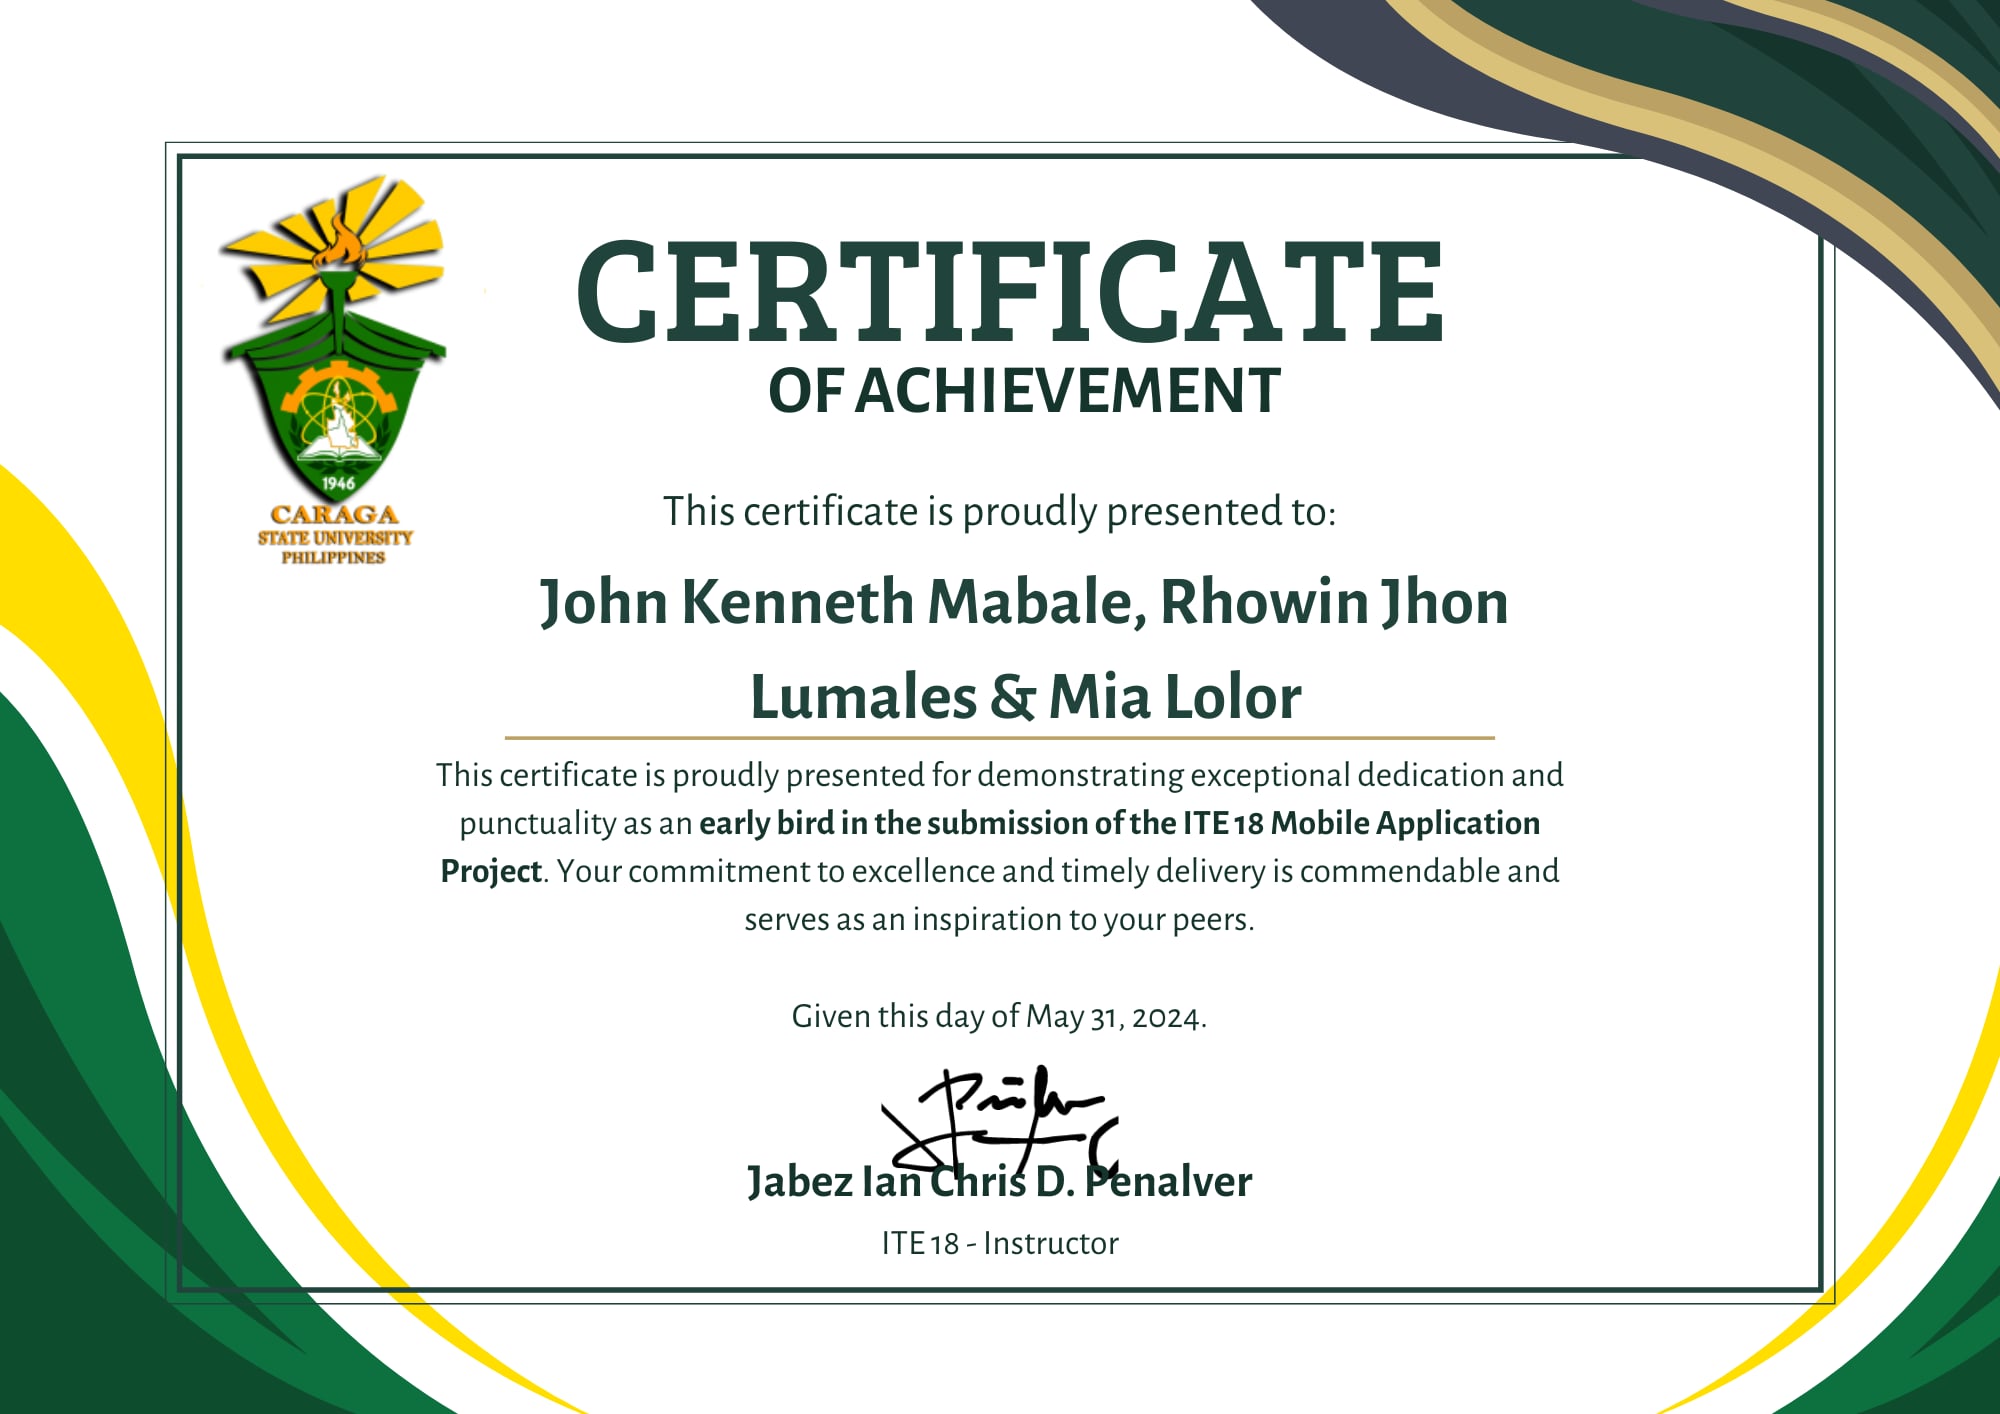 CERTIFICATE
OF ACHIEVEMENT
1946
CARAGA
STATE UNIVERSITY
PHILIPPINES
This certificate is proudly presented to:
John Kenneth Mabale, Rhowin Jhon
Lumales & Mia Lolor
This certificate is proudly presented for demonstrating exceptional dedication and
punctuality as an early bird in the submission of the ITE 18 Mobile Application
Project. Your commitment to excellence and timely delivery is commendable and
serves as an inspiration to your peers.
Given this day of May 31, 2024.
Jabez Ian Chris D. Penalver
ITE 18 - Instructor